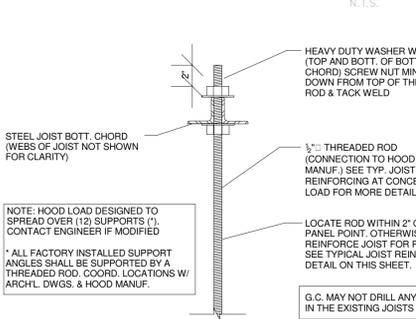 N.T.S.
HEAVY DUTY WASHER W
(TOP AND BOTT. OF BOTT
CHORD) SCREW NUT MIN
DOWN FROM TOP OF TH
ROD & TACK WELD
2"
STEEL JOIST BOTT. CHORD
(WEBS OF JOIST NOT SHOWN
FOR CLARITY)
½"□ THREADED ROD
(CONNECTION TO HOOD
MANUF.) SEE TYP. JOIST
REINFORCING AT CONCE
LOAD FOR MORE DETAIL
NOTE: HOOD LOAD DESIGNED TO
SPREAD OVER (12) SUPPORTS (*),
CONTACT ENGINEER IF MODIFIED
* ALL FACTORY INSTALLED SUPPORT
ANGLES SHALL BE SUPPORTED BY A
THREADED ROD. COORD. LOCATIONS W/
ARCH'L. DWGS. & HOOD MANUF.
LOCATE ROD WITHIN 2" O
PANEL POINT. OTHERWIS
REINFORCE JOIST FOR P
SEE TYPICAL JOIST REIN
DETAIL ON THIS SHEET.
G.C. MAY NOT DRILL ANY
IN THE EXISTING JOISTS